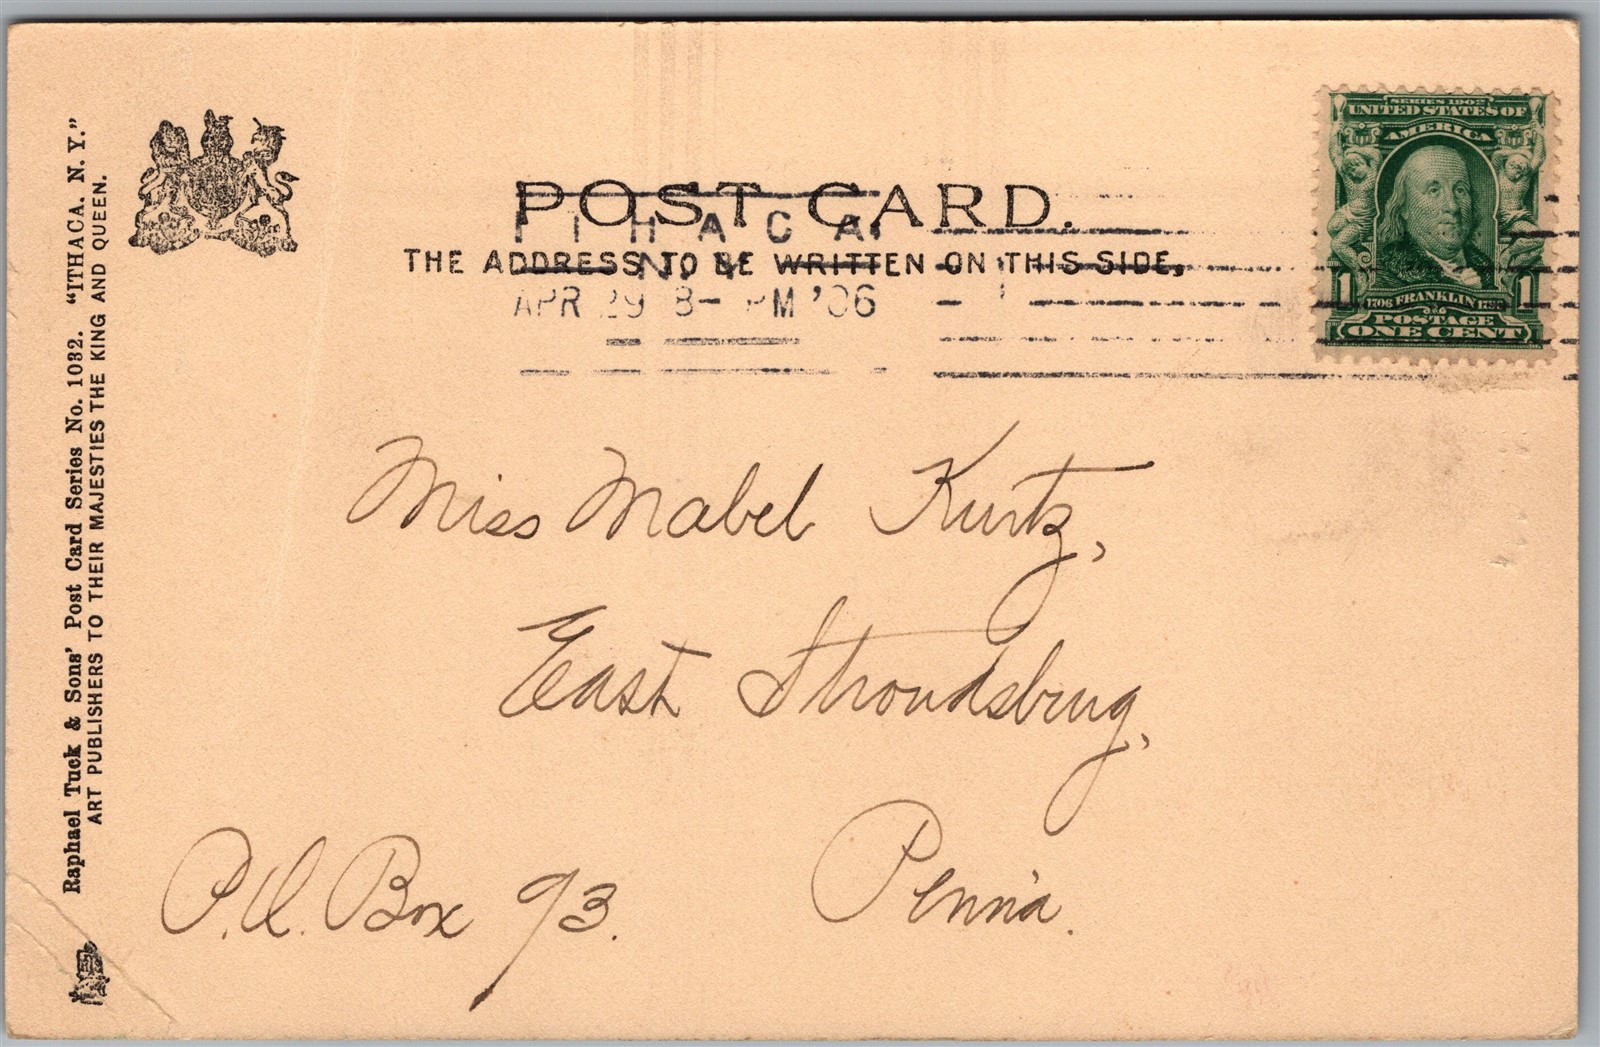 Raphael Tuck & Sons' Post Card Series No. 1032. "ITHACA. N. Y."
ART PUBLISHERS TO THEIR MAJESTIES THE KING AND QUEEN.
POST CARD.
THE ADDRESS TO BE WRITTEN ON THIS SIDE,
ITHACA.
N.Y.
APR 29 8- PM '06
SERIES 1902
UNITED STATES OF
AMERICA
1 1706 FRANKLIN 1790 1
POSTAGE
ONE CENT
Miss Mabel Kurtz,
East Stroudsburg,
P.O. Box 93. Penn'a.